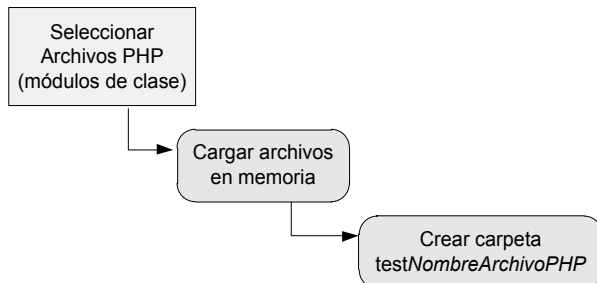 Seleccionar
Archivos PHP
(módulos de clase)
Cargar archivos
en memoria
Crear carpeta
testNombreArchivoPHP